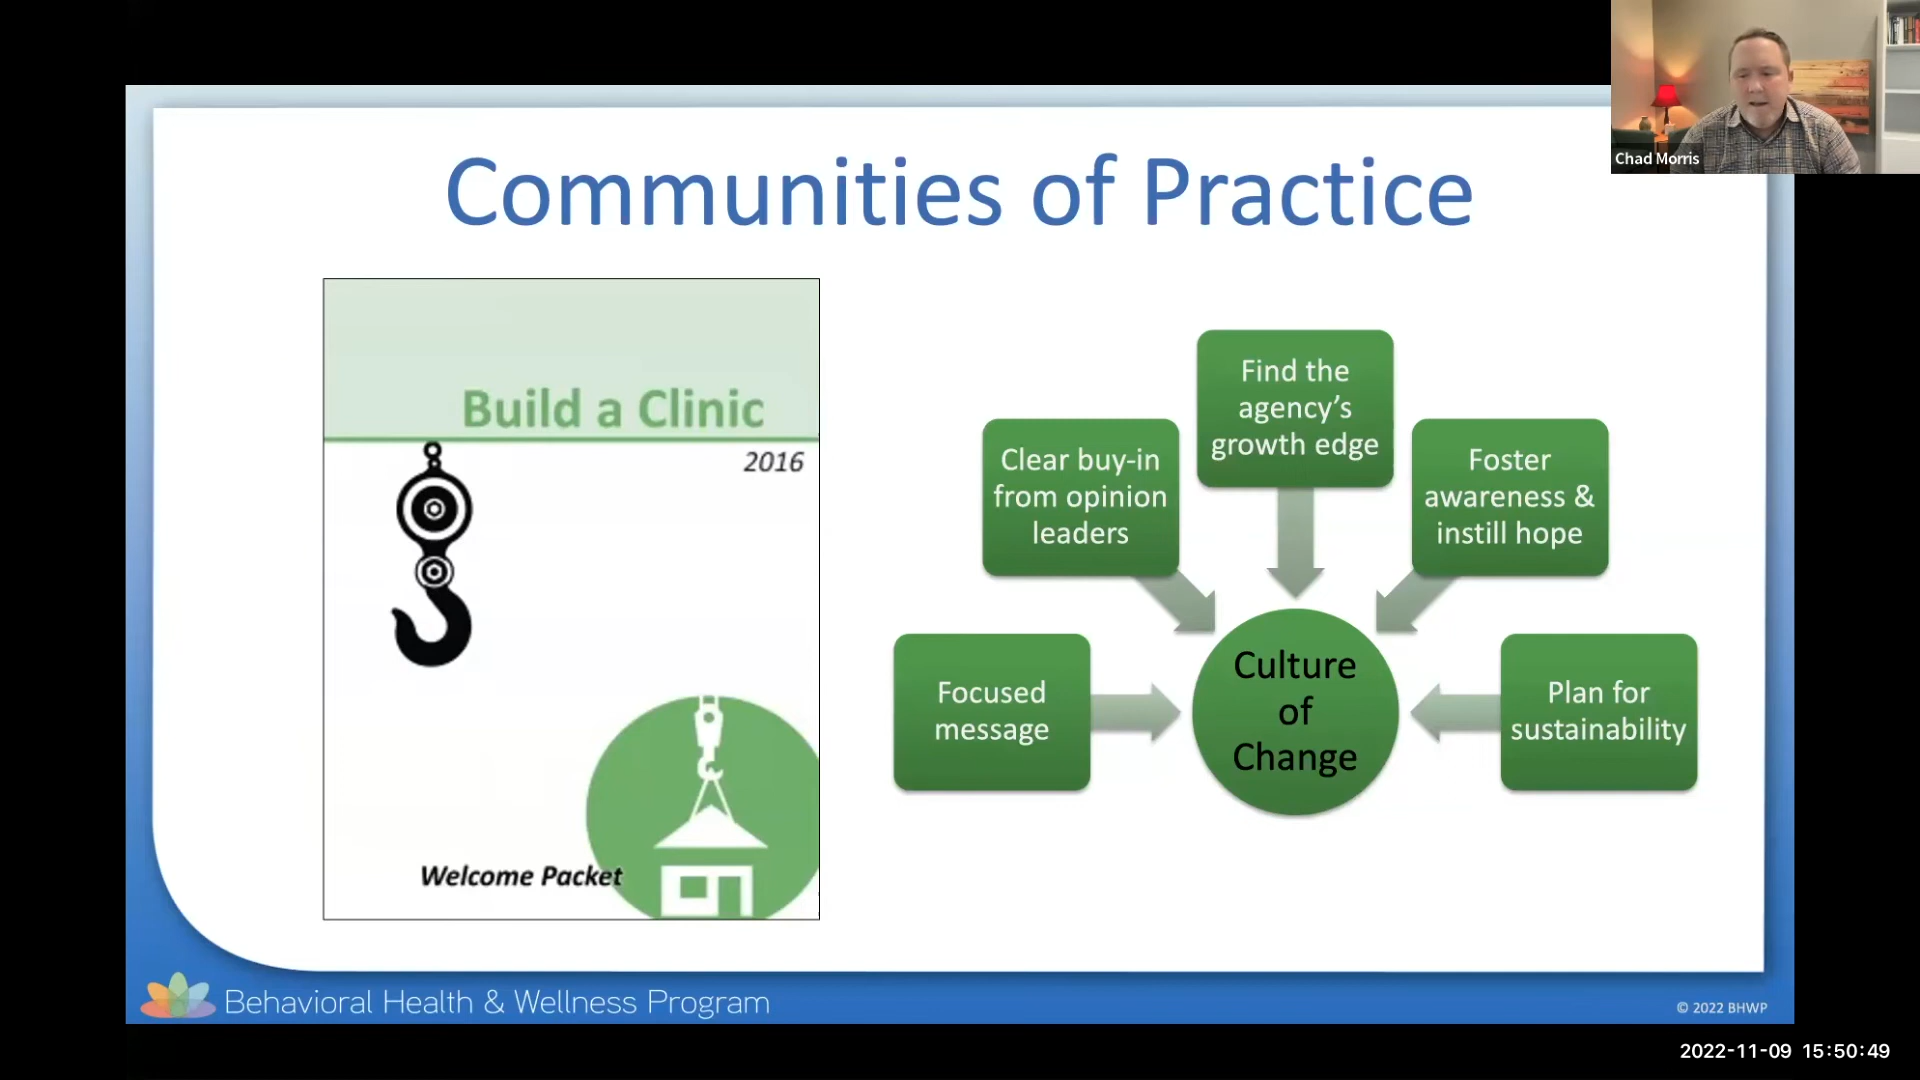 Chad Morris
Communities of Practice
Build a Clinic
2016
Welcome Packet
Focused
message
Clear buy-in
from opinion
leaders
Find the
agency’s
growth edge
Foster
awareness &
instill hope
Plan for
sustainability
Culture
of
Change
Behavioral Health & Wellness Program
© 2022 BHWP
2022-11-09 15:50:49